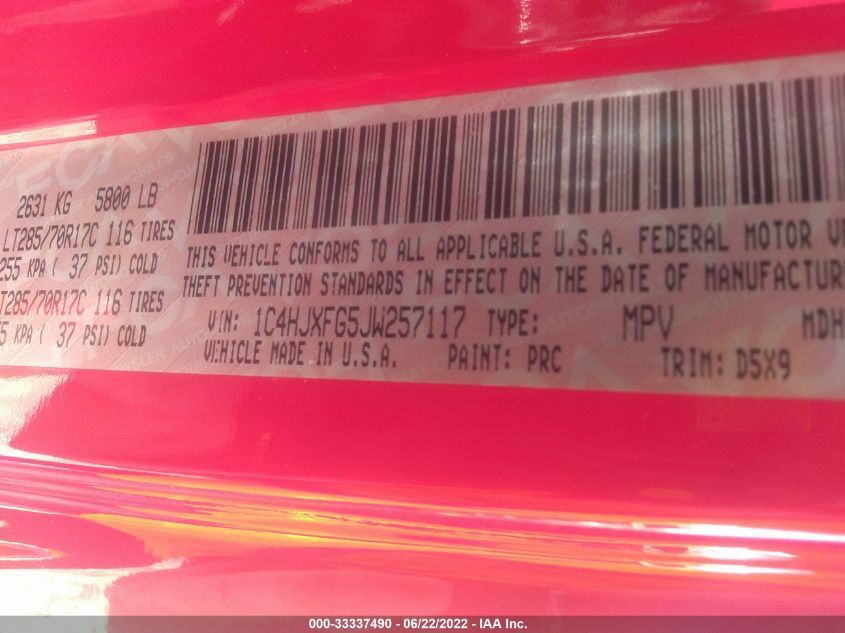 2631 KG 5800 LB
LT285/70R17C 116 TIRES
255 KPA ( 37 PSI) COLD
T285/70R17C 116 TIRES
5 KPA ( 37 PSI) COLD
THIS VEHICLE CONFORMS TO ALL APPLICABLE U.S.A. FEDERAL MOTOR
THEFT PREVENTION STANDARDS IN EFFECT ON THE DATE OF MANUFACTUR
VIN: 1C4HJXFG5JW257117 TYPE: MPV MDH
VEHICLE MADE IN U.S.A. PAINT: PRC TRIM: D5X9
000-33337490 - 06/22/2022 - IAA Inc.